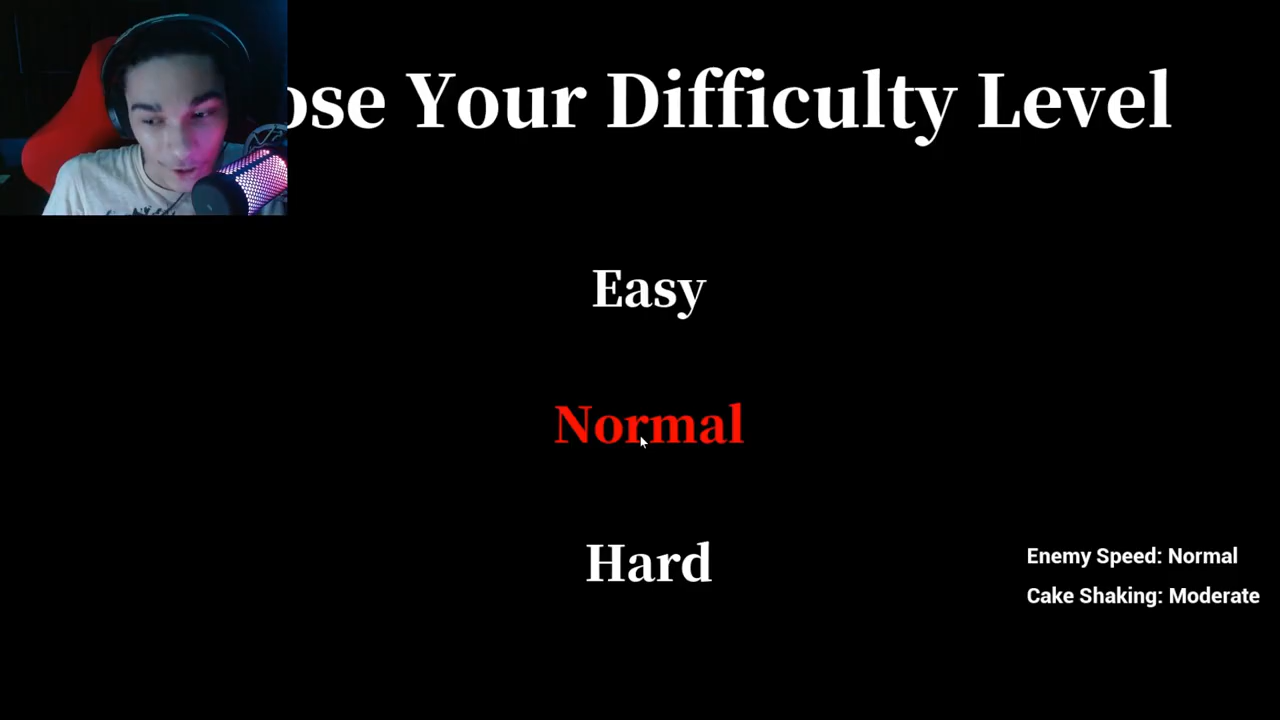 ose Your Difficulty Level
Easy
Normal
Hard
Enemy Speed: Normal
Cake Shaking: Moderate